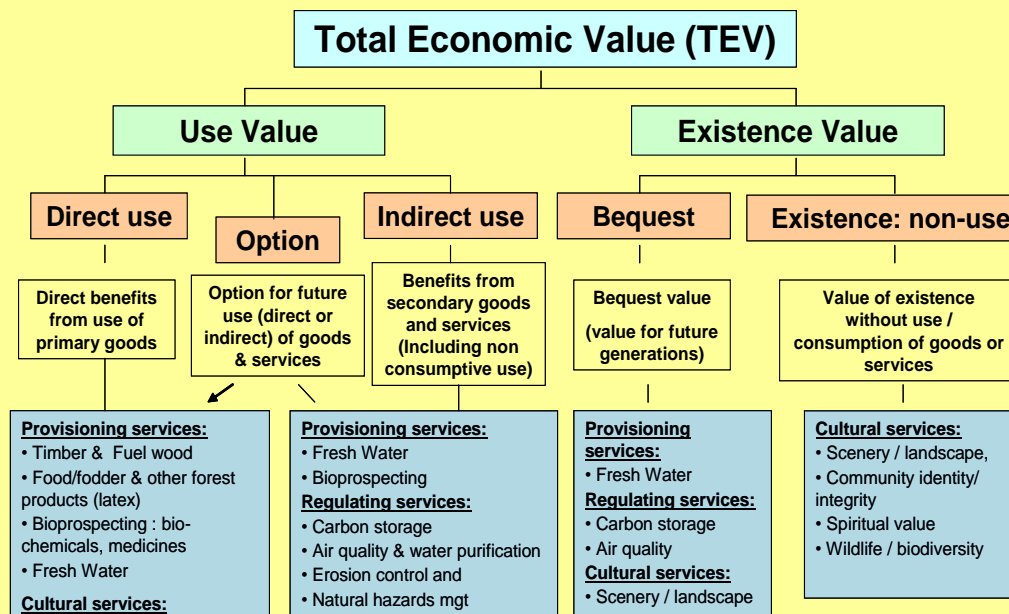 Total Economic Value (TEV)
Use Value
Existence Value
Direct use
Option
Indirect use
Bequest
Existence: non-use
Direct benefits
from use of
primary goods
Option for future
use (direct or
indirect) of goods
& services
Benefits from
secondary goods
and services
(Including non
consumptive use)
Bequest value
(value for future
generations)
Value of existence
without use /
consumption of goods or
services
Provisioning services:
• Timber & Fuel wood
• Food/fodder & other forest
products (latex)
• Bioprospecting : bio-
chemicals, medicines
• Fresh Water
Cultural services:
Provisioning services:
• Fresh Water
• Bioprospecting
Regulating services:
• Carbon storage
• Air quality & water purification
• Erosion control and
• Natural hazards mgt
Provisioning
services:
• Fresh Water
Regulating services:
• Carbon storage
• Air quality
Cultural services:
• Scenery / landscape
Cultural services:
• Scenery / landscape,
• Community identity/
integrity
• Spiritual value
• Wildlife / biodiversity